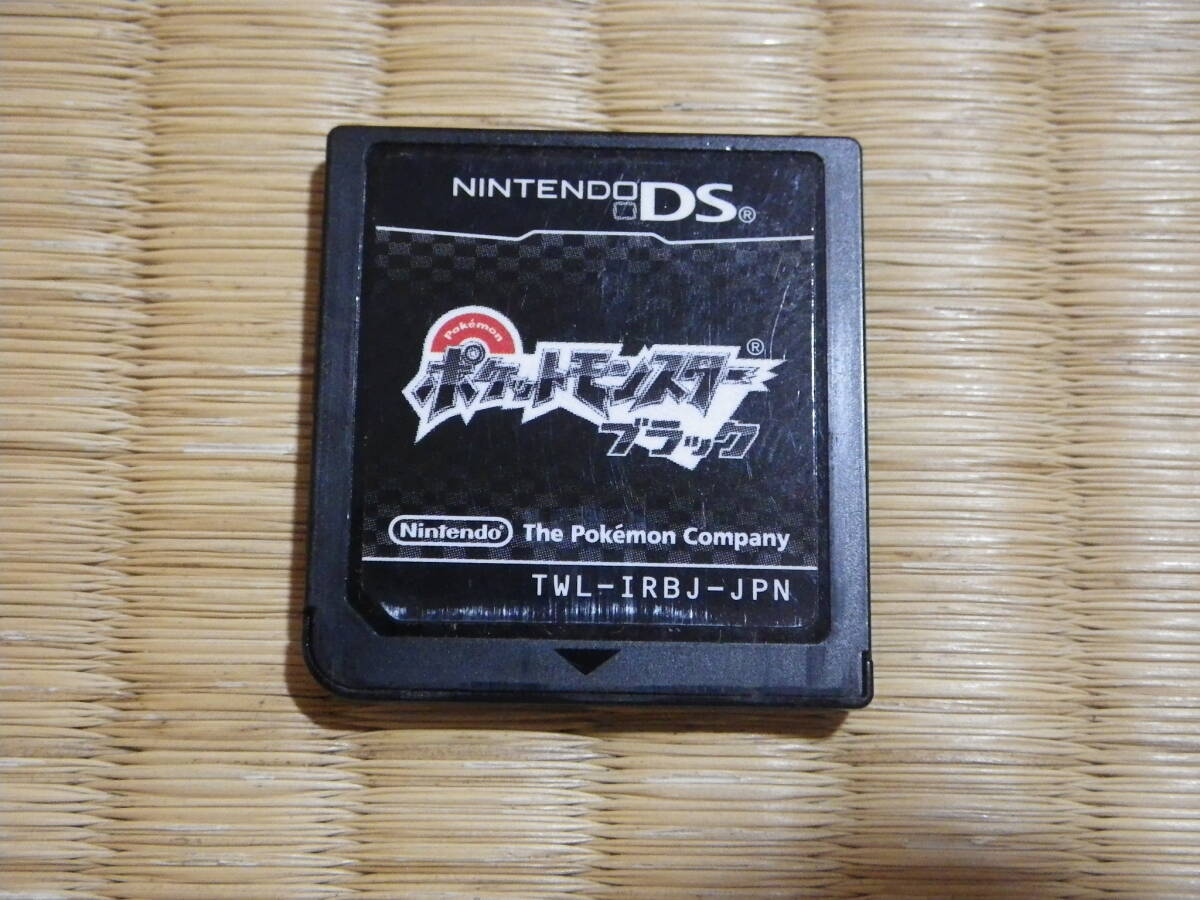 NINTENDO DS®
Pokémon
ポケットモンスター®
ブラック
Nintendo® The Pokémon Company
TWL-IRBJ-JPN